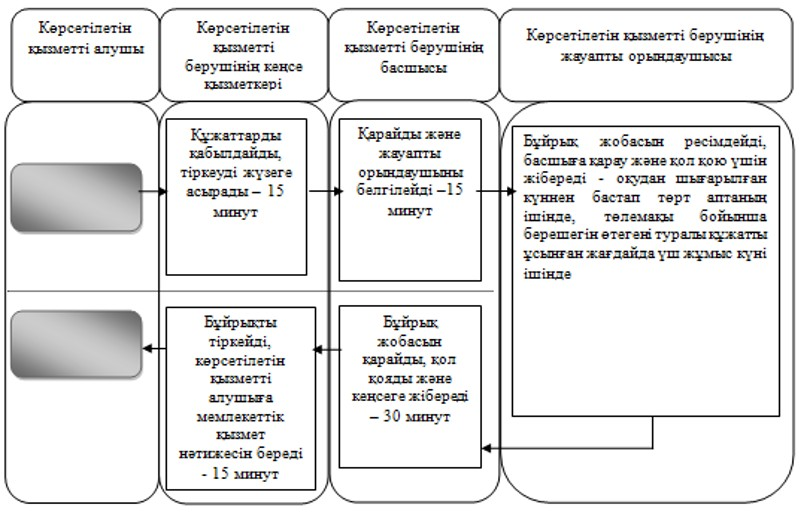 Көрсетілетін
қызметті алушы
Көрсетілетін
қызметті
берушінің кеңсе
қызметкері
Көрсетілетін
қызметті берушінің
басшысы
Көрсетілетін қызметті берушінің
жауапты орындаушысы
Құжаттарды
қабылдайды,
тіркеуді жүзеге
асырады – 15
минут
Қарайды және
жауапты
орындаушыны
белгілейді –15
минут
Бұйрық жобасын ресімдейді,
басшыға қарау және қол қою үшін
жібереді - оқудан шығарылған
күннен бастап төрт аптаның
ішінде, төлемақы бойынша
берешегін өтегені туралы құжатты
ұсынған жағдайда үш жұмыс күні
ішінде
Бұйрықты
тіркейді,
көрсетілетін
қызметті
алушыға
мемлекеттік
қызмет
нәтижесін береді
- 15 минут
Бұйрық
жобасын
қарайды, қол
қояды және
кеңсеге жібереді
– 30 минут